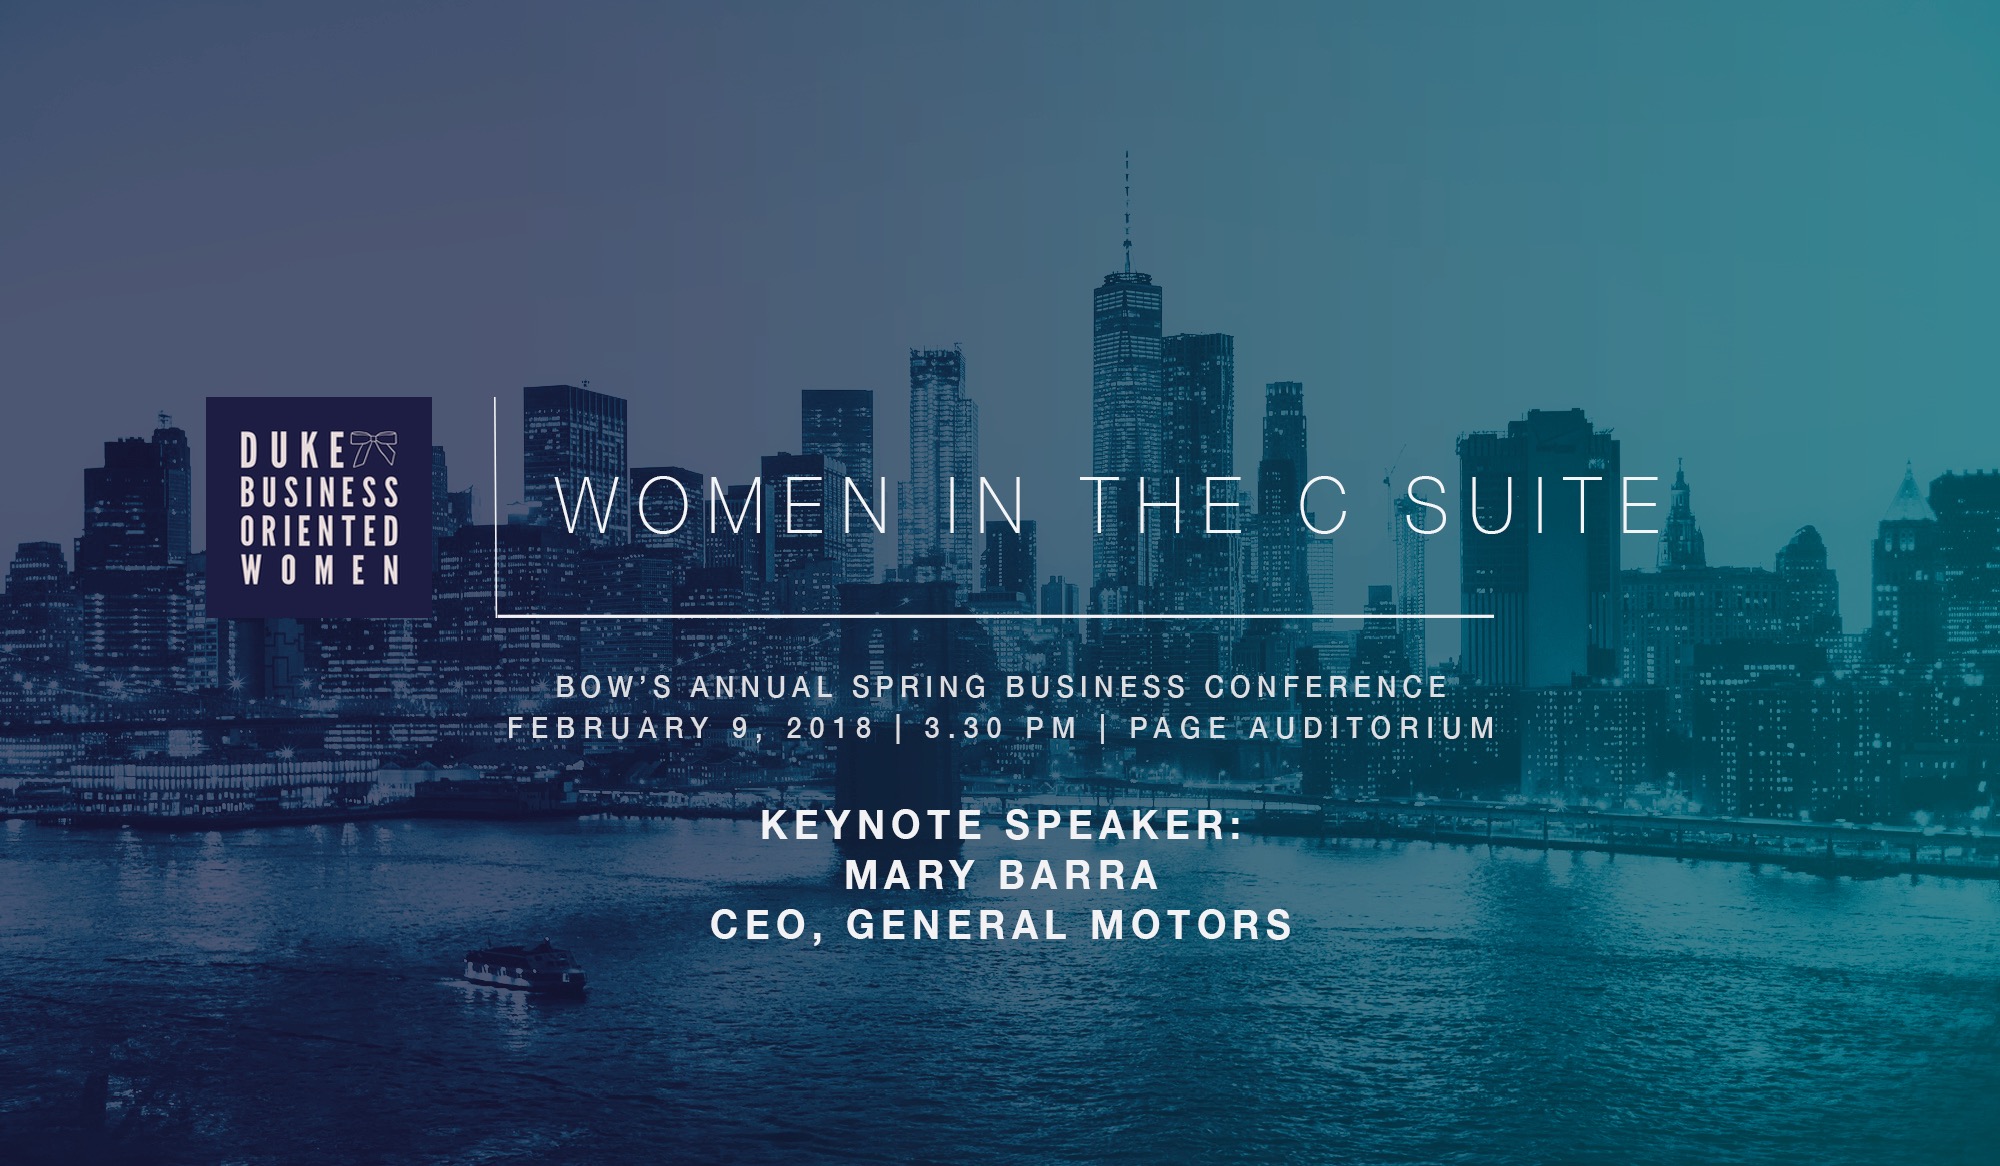 DUKE
BUSINESS
ORIENTED
WOMEN
WOMEN IN THE C SUITE
BOW'S ANNUAL SPRING BUSINESS CONFERENCE
FEBRUARY 9, 2018 | 3.30 PM | PAGE AUDITORIUM
KEYNOTE SPEAKER:
MARY BARRA
CEO, GENERAL MOTORS